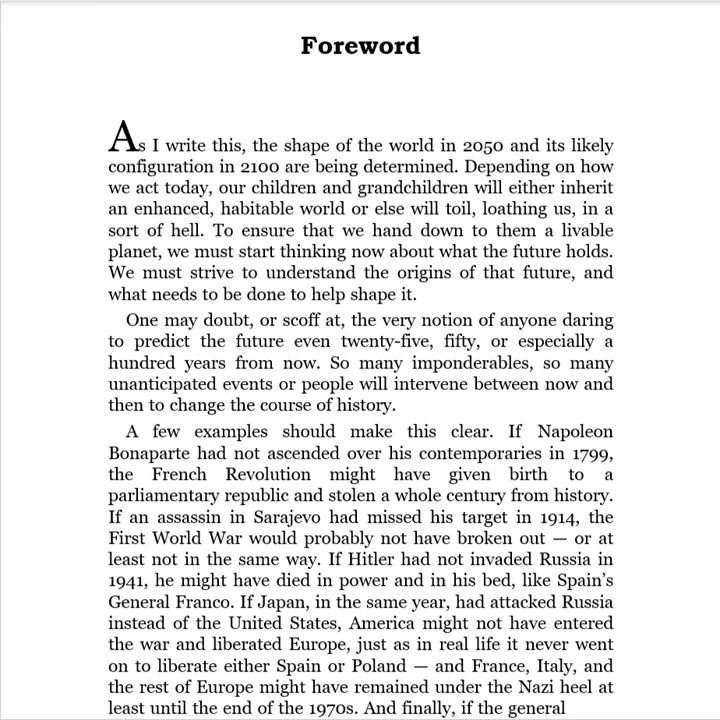 Foreword
As I write this, the shape of the world in 2050 and its likely
configuration in 2100 are being determined. Depending on how
we act today, our children and grandchildren will either inherit
an enhanced, habitable world or else will toil, loathing us, in a
sort of hell. To ensure that we hand down to them a livable
planet, we must start thinking now about what the future holds.
We must strive to understand the origins of that future, and
what needs to be done to help shape it.
One may doubt, or scoff at, the very notion of anyone daring
to predict the future even twenty-five, fifty, or especially a
hundred years from now. So many imponderables, so many
unanticipated events or people will intervene between now and
then to change the course of history.
A few examples should make this clear. If Napoleon
Bonaparte had not ascended over his contemporaries in 1799,
the French Revolution might have given birth to a
parliamentary republic and stolen a whole century from history.
If an assassin in Sarajevo had missed his target in 1914, the
First World War would probably not have broken out — or at
least not in the same way. If Hitler had not invaded Russia in
1941, he might have died in power and in his bed, like Spain’s
General Franco. If Japan, in the same year, had attacked Russia
instead of the United States, America might not have entered
the war and liberated Europe, just as in real life it never went
on to liberate either Spain or Poland — and France, Italy, and
the rest of Europe might have remained under the Nazi heel at
least until the end of the 1970s. And finally, if the general